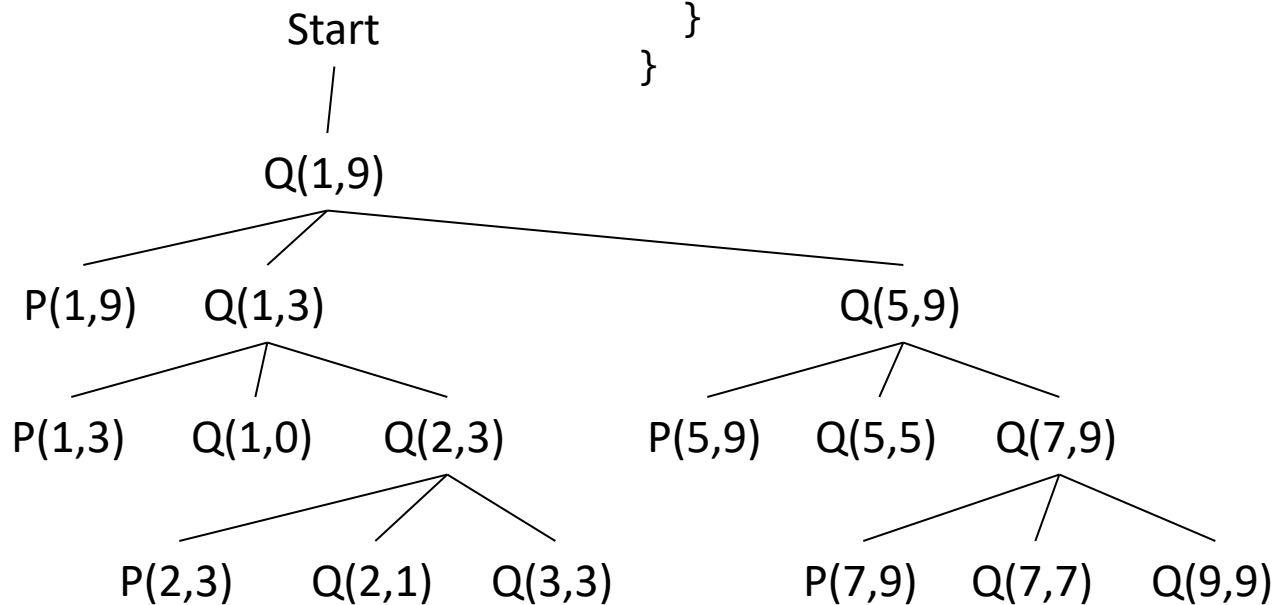 Start
}
}
Q(1,9)
P(1,9) Q(1,3) Q(5,9)
P(1,3) Q(1,0) Q(2,3) P(5,9) Q(5,5) Q(7,9)
P(2,3) Q(2,1) Q(3,3) P(7,9) Q(7,7) Q(9,9)